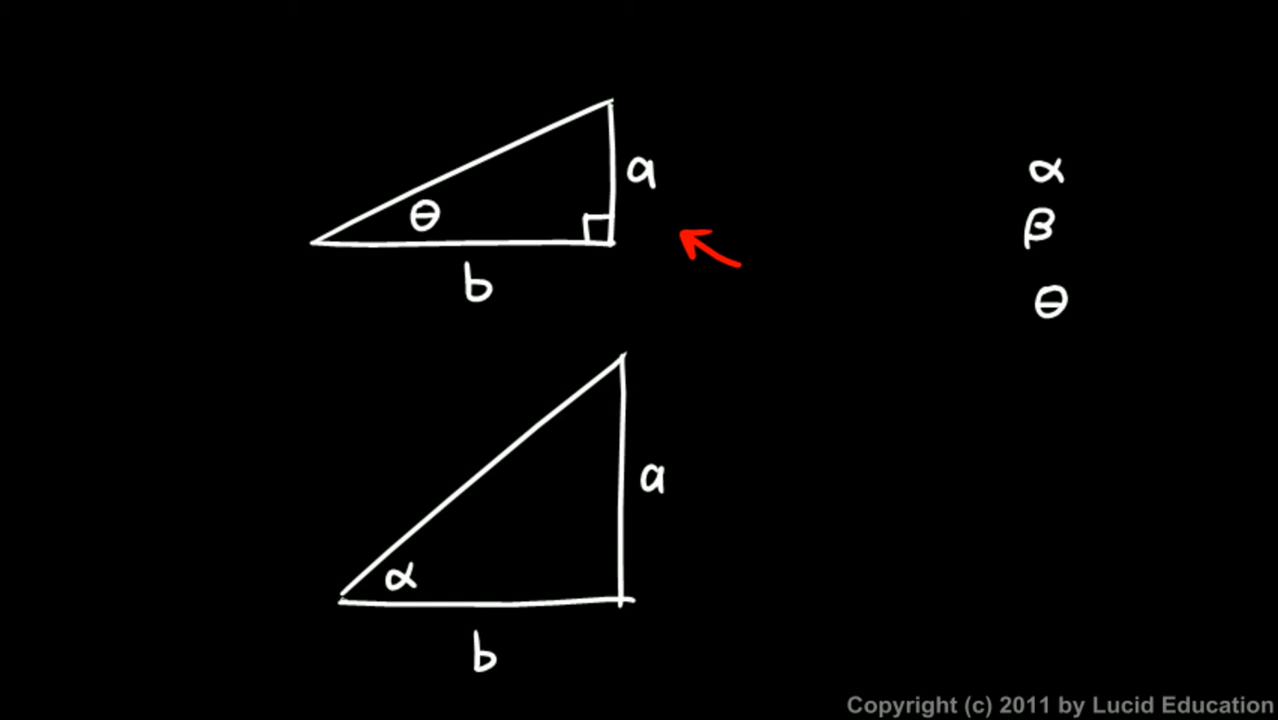 a
θ
b
α
β
θ
a
α
b
Copyright (c) 2011 by Lucid Education